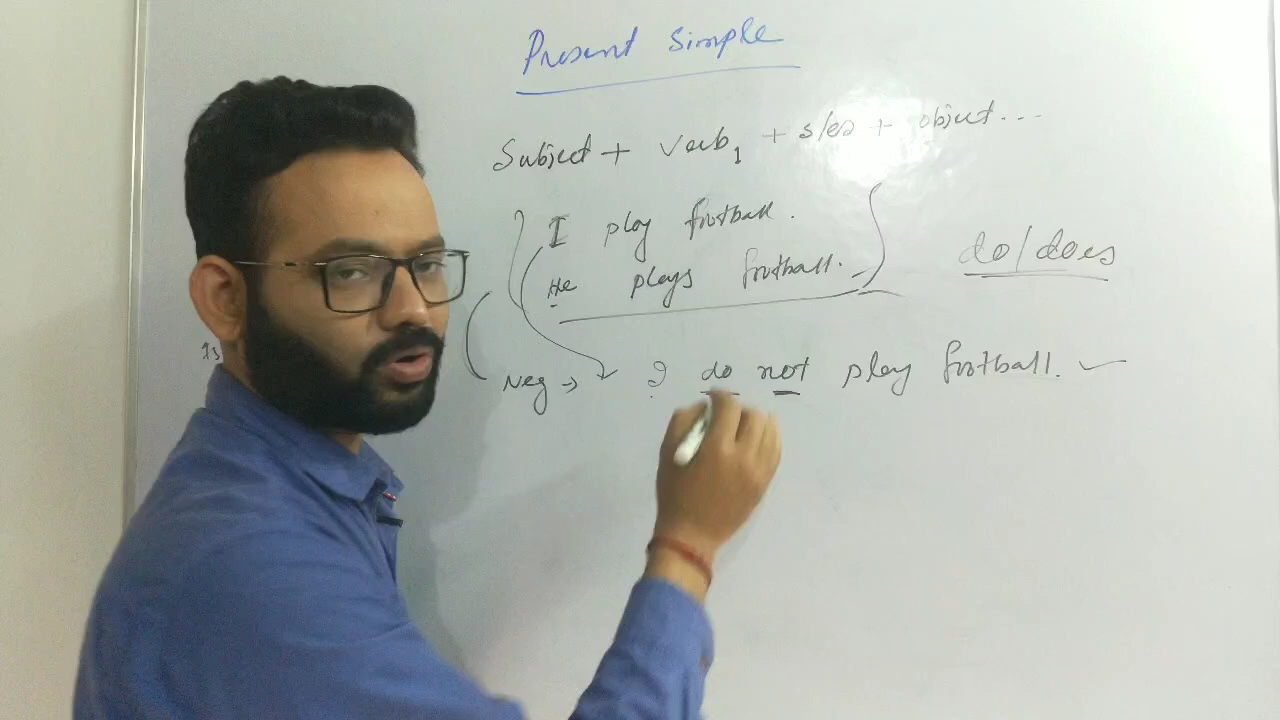 Present Simple
Subject + Verb1 + s/es + object...
I play football.
He plays football.
do/does
Neg → I do not play football.